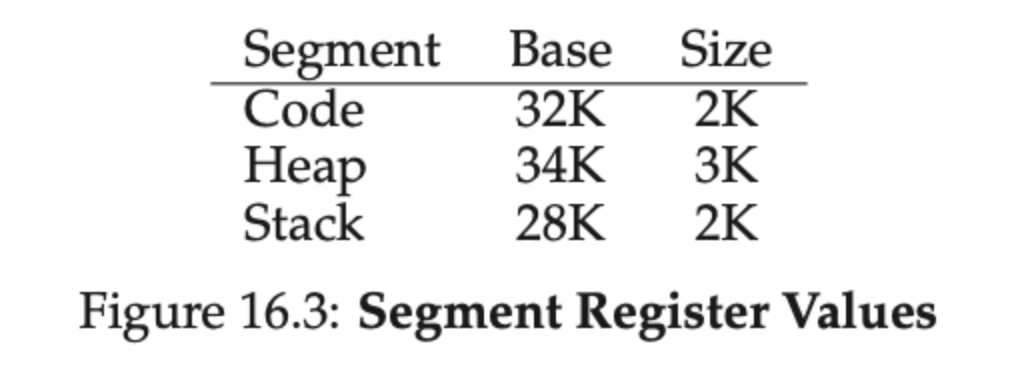 Segment Base Size
Code 32K 2K
Heap 34K 3K
Stack 28K 2K
Figure 16.3: Segment Register Values